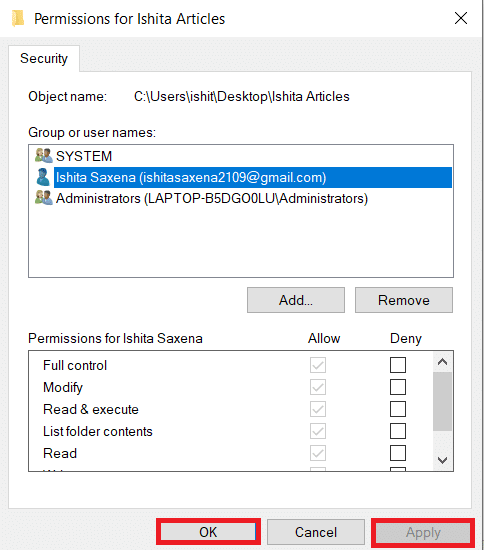 Permissions for Ishita Articles
Security
Object name: C:\Users\ishit\Desktop\Ishita Articles
Group or user names:
SYSTEM
Ishita Saxena (ishitasaxena2109@gmail.com)
Administrators (LAPTOP-B5DGO0LU\Administrators)
Add... Remove
Permissions for Ishita Saxena Allow Deny
Full control
Modify
Read & execute
List folder contents
Read
OK Cancel Apply